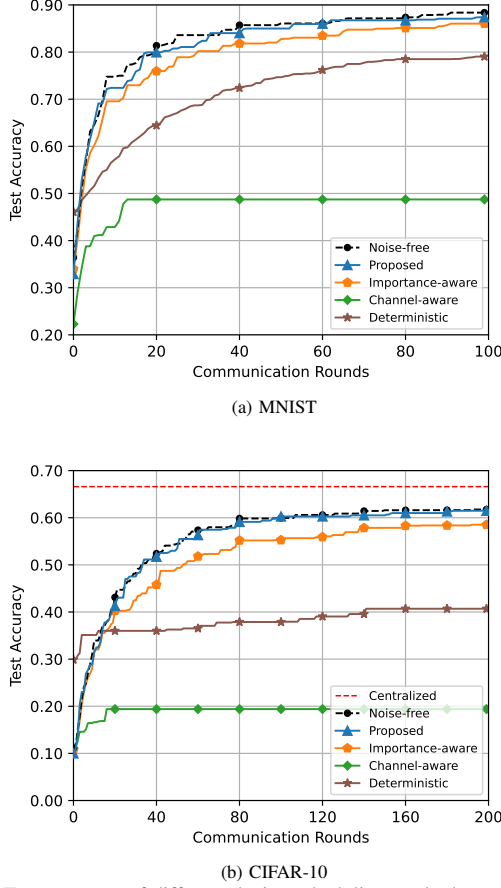 0.90
0.80
0.70
0.60
0.50
0.40
0.30
0.20
Test Accuracy
Noise-free
Proposed
Importance-aware
Channel-aware
Deterministic
0 20 40 60 80 100
Communication Rounds
(a) MNIST
0.70
0.60
0.50
0.40
0.30
0.20
0.10
0.00
Test Accuracy
Centralized
Noise-free
Proposed
Importance-aware
Channel-aware
Deterministic
0 40 80 120 160 200
Communication Rounds
(b) CIFAR-10